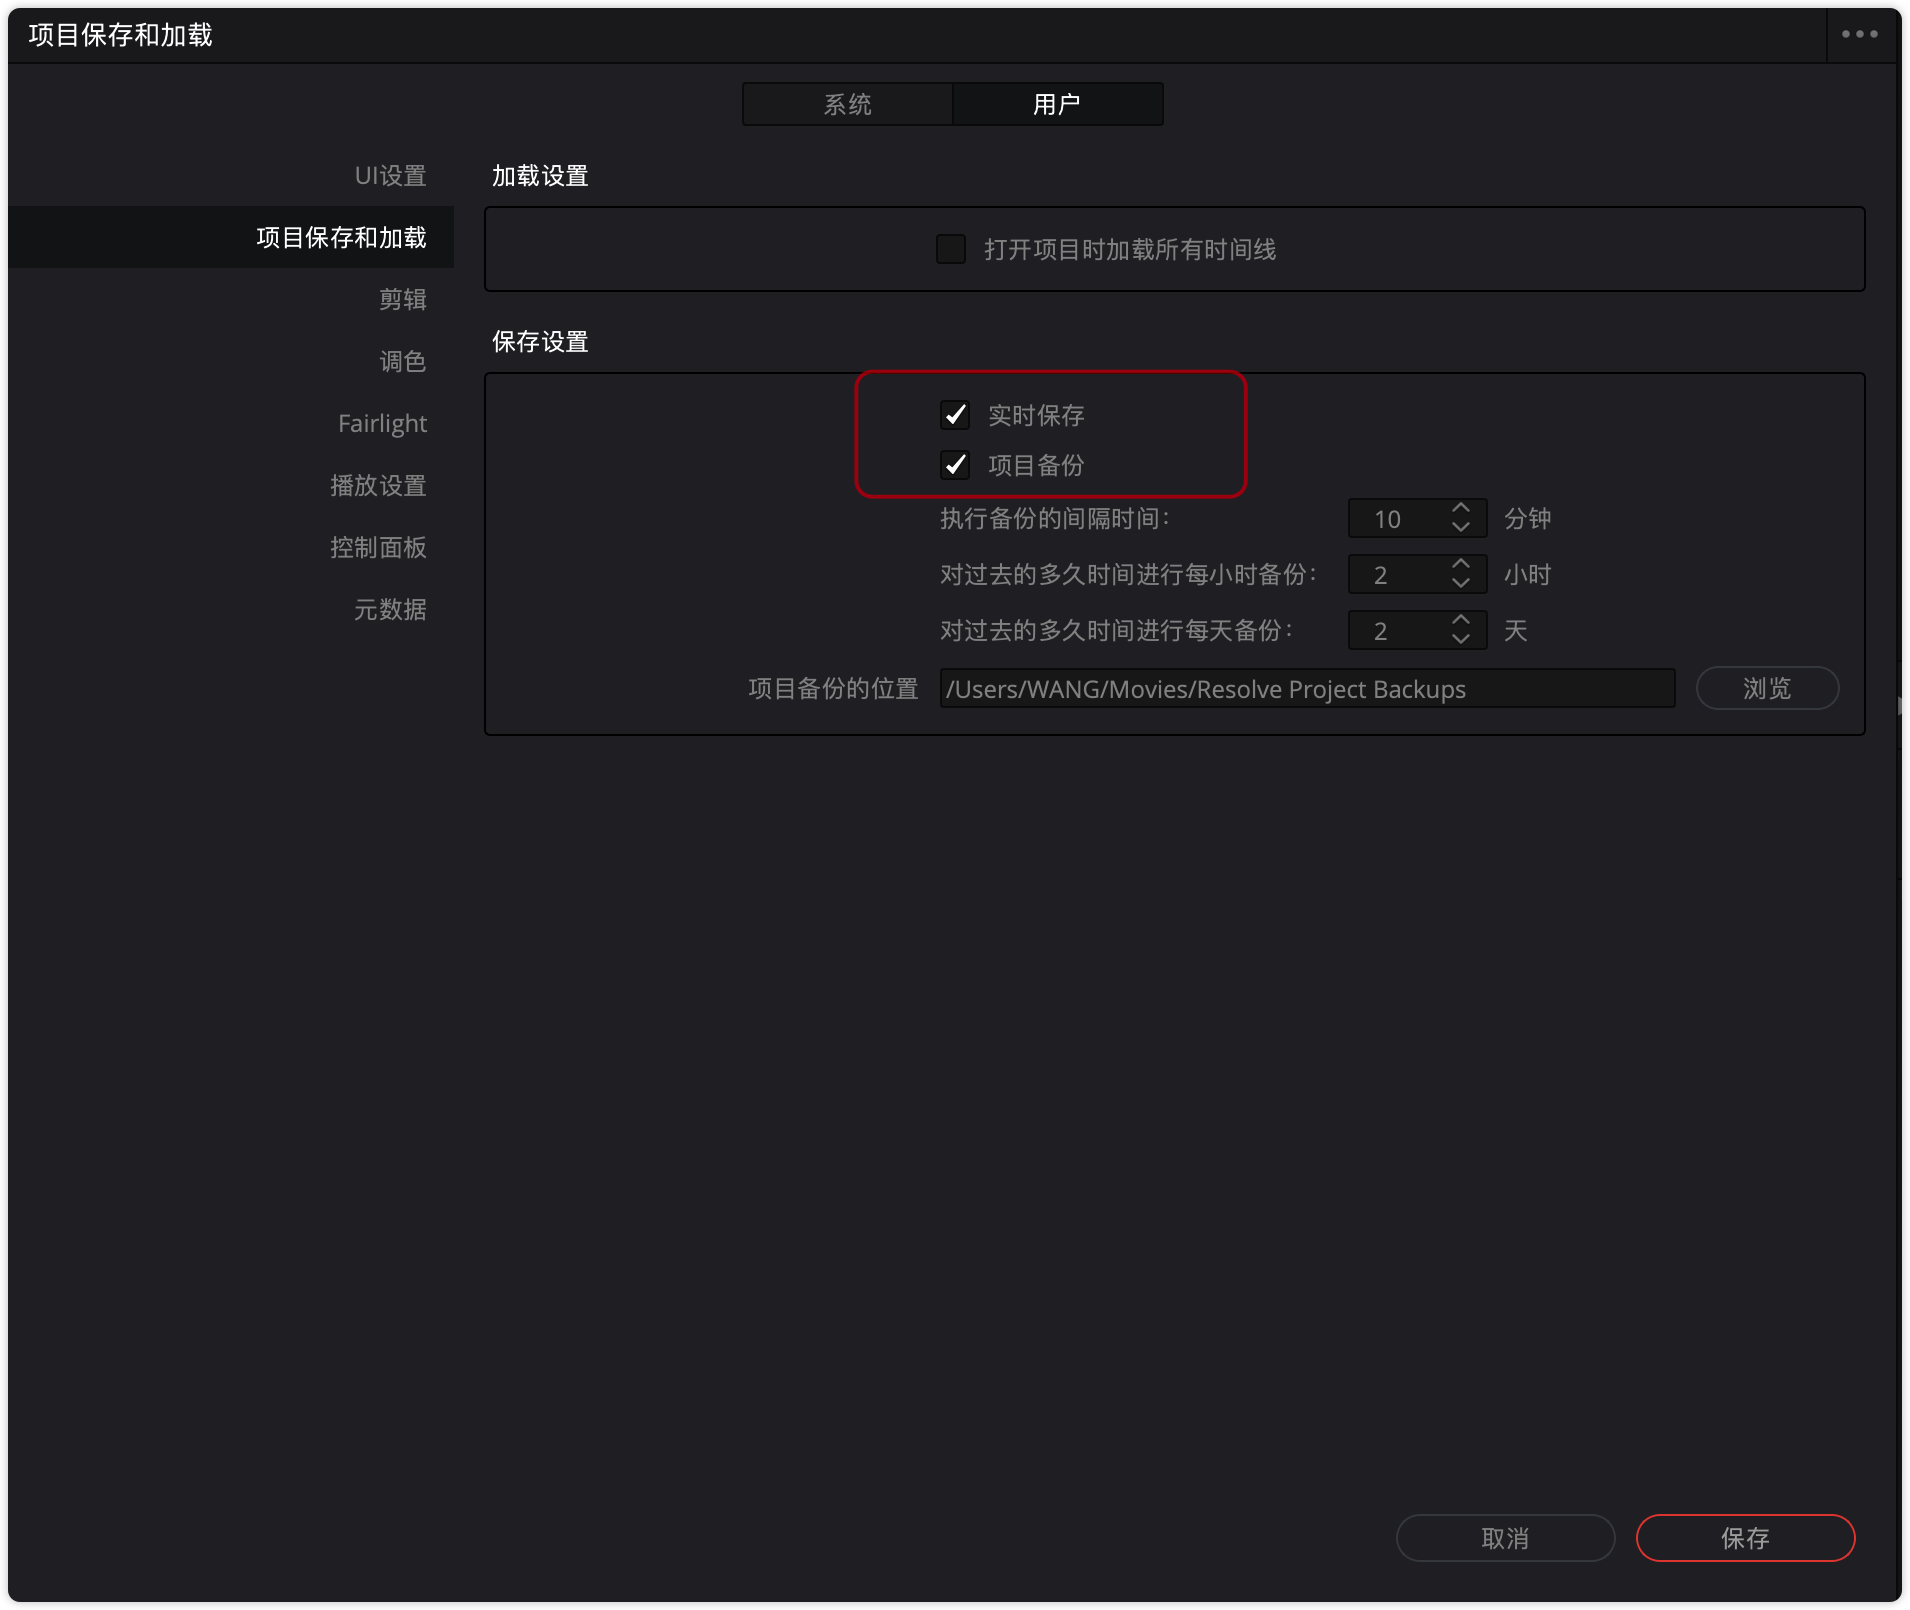 项目保存和加载
系统
用户
UI设置
项目保存和加载
剪辑
调色
Fairlight
播放设置
控制面板
元数据
加载设置
打开项目时加载所有时间线
保存设置
实时保存
项目备份
执行备份的间隔时间: 10 分钟
对过去的多久时间进行每小时备份: 2 小时
对过去的多久时间进行每天备份: 2 天
项目备份的位置 /Users/WANG/Movies/Resolve Project Backups 浏览
取消 保存